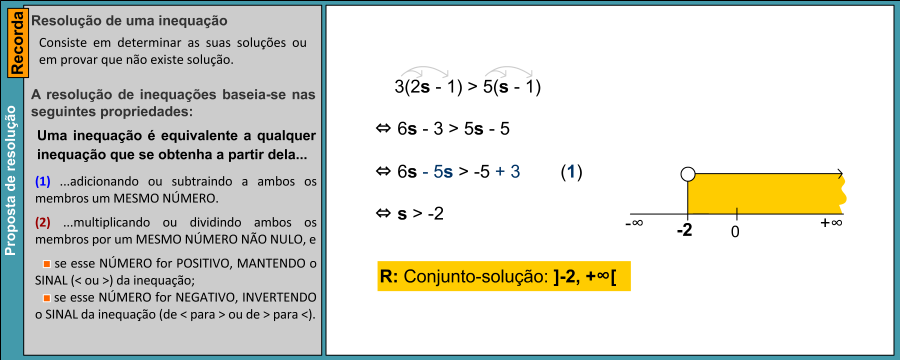 Proposta de resolução
Recorda
Resolução de uma inequação
Consiste em determinar as suas soluções ou
em provar que não existe solução.
A resolução de inequações baseia-se nas
seguintes propriedades:
Uma inequação é equivalente a qualquer
inequação que se obtenha a partir dela...
(1) ...adicionando ou subtraindo a ambos os
membros um MESMO NÚMERO.
(2) ...multiplicando ou dividindo ambos os
membros por um MESMO NÚMERO NÃO NULO, e
se esse NÚMERO for POSITIVO, MANTENDO o
SINAL (< ou >) da inequação;
se esse NÚMERO for NEGATIVO, INVERTENDO
o SINAL da inequação (de < para > ou de > para <).
3(2s - 1) > 5(s - 1)
⇔ 6s - 3 > 5s - 5
⇔ 6s - 5s > -5 + 3 (1)
⇔ s > -2
-∞ -2 0 +∞
R: Conjunto-solução: ]-2, +∞[